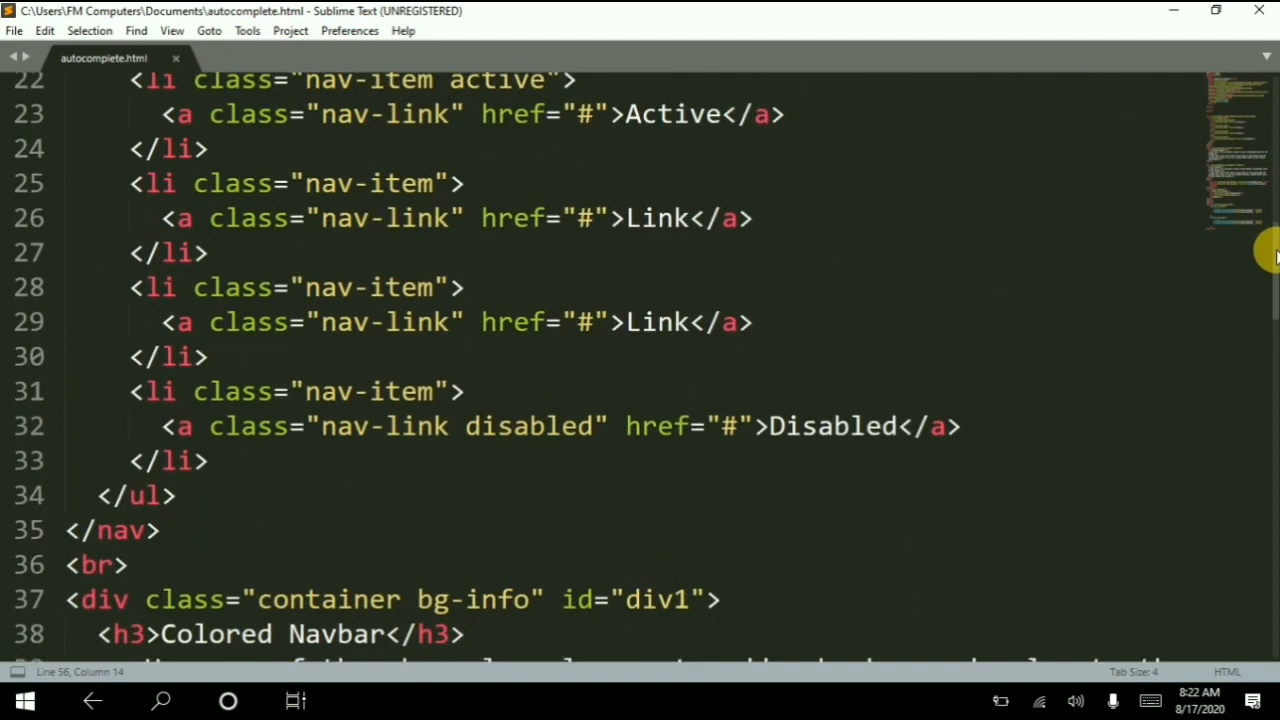 C:\Users\FM Computers\Documents\autocomplete.html - Sublime Text (UNREGISTERED)
File Edit Selection Find View Goto Tools Project Preferences Help
autocomplete.html
22 <li class="nav-item active">
23 <a class="nav-link" href="#">Active</a>
24 </li>
25 <li class="nav-item">
26 <a class="nav-link" href="#">Link</a>
27 </li>
28 <li class="nav-item">
29 <a class="nav-link" href="#">Link</a>
30 </li>
31 <li class="nav-item">
32 <a class="nav-link disabled" href="#">Disabled</a>
33 </li>
34 </ul>
35 </nav>
36 <br>
37 <div class="container bg-info" id="div1">
38 <h3>Colored Navbar</h3>
Line 56, Column 14 Tab Size: 4 HTML
8:22 AM
8/17/2020